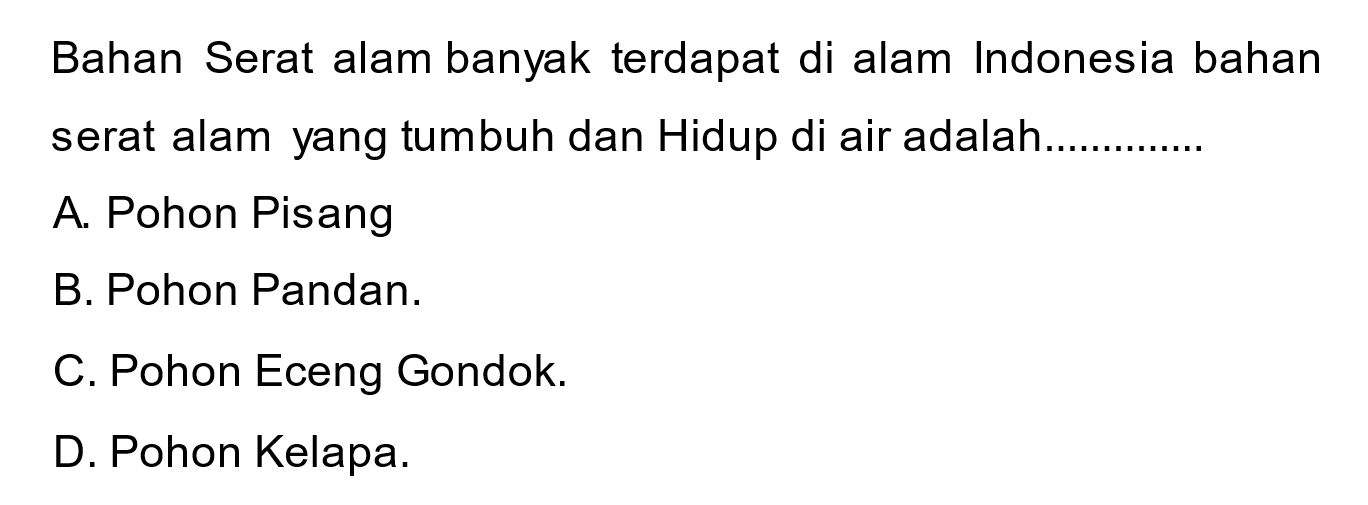 Bahan Serat alam banyak terdapat di alam Indonesia bahan
serat alam yang tumbuh dan Hidup di air adalah..............
A. Pohon Pisang
B. Pohon Pandan.
C. Pohon Eceng Gondok.
D. Pohon Kelapa.